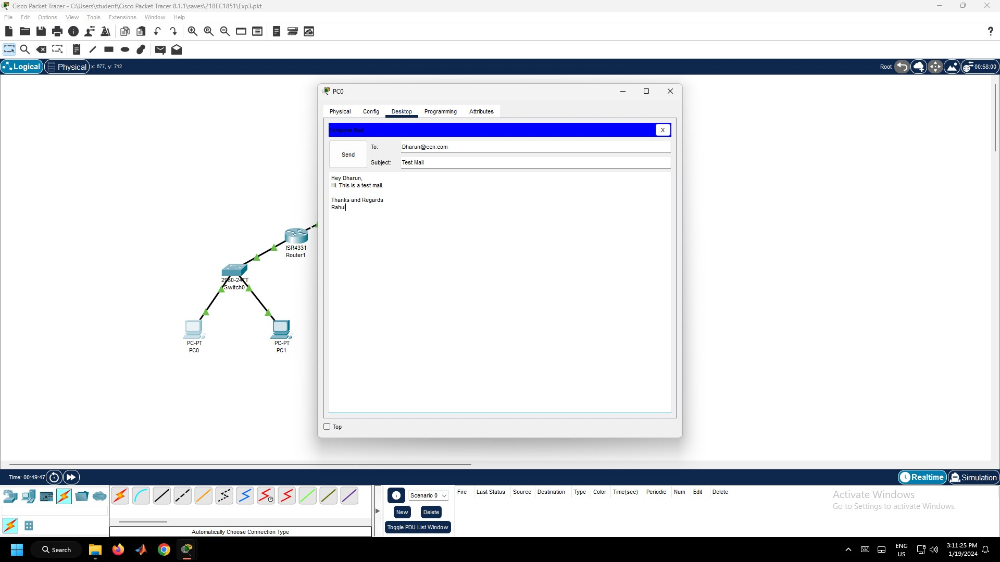 Cisco Packet Tracer - C:\Users\student\Cisco Packet Tracer 8.1.1\saves\21BEC1851\Exp3.pkt
File Edit Options View Tools Extensions Window Help
Logical Physical x: 677, y: 712 Root 00:58:00
PC0
Physical Config Desktop Programming Attributes
Compose Mail X
Send
To: Dharun@ccn.com
Subject: Test Mail
Hey Dharun,
Hi. This is a test mail.
Thanks and Regards
Rahul
ISR4331
Router1
2960-24TT
Switch0
PC-PT
PC0
PC-PT
PC1
Top
Time: 00:49:47 Realtime Simulation
Scenario 0
New Delete
Toggle PDU List Window
Fire Last Status Source Destination Type Color Time(sec) Periodic Num Edit Delete
Automatically Choose Connection Type
Activate Windows
Go to Settings to activate Windows.
Search
ENG
US
3:11:25 PM
1/19/2024